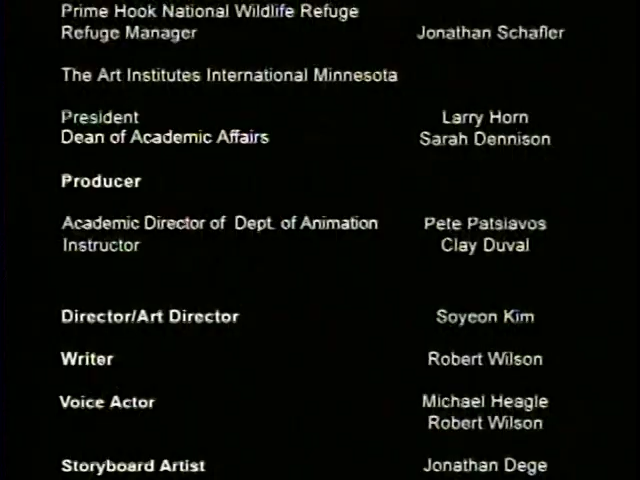 Prime Hook National Wildlife Refuge
Refuge Manager Jonathan Schafler
The Art Institutes International Minnesota
President Larry Horn
Dean of Academic Affairs Sarah Dennison
Producer
Academic Director of Dept. of Animation Pete Patsiavos
Instructor Clay Duval
Director/Art Director Soyeon Kim
Writer Robert Wilson
Voice Actor Michael Heagle
Robert Wilson
Storyboard Artist Jonathan Dege